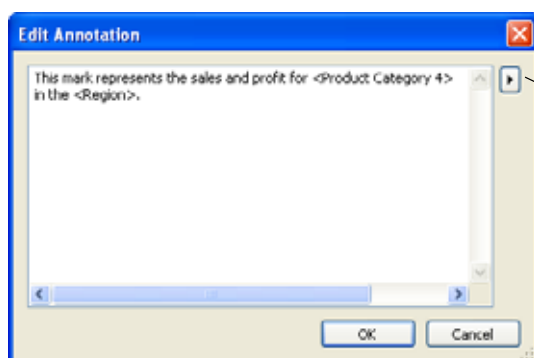 Edit Annotation
This mark represents the sales and profit for <Product Category 4>
in the <Region>.
OK
Cancel